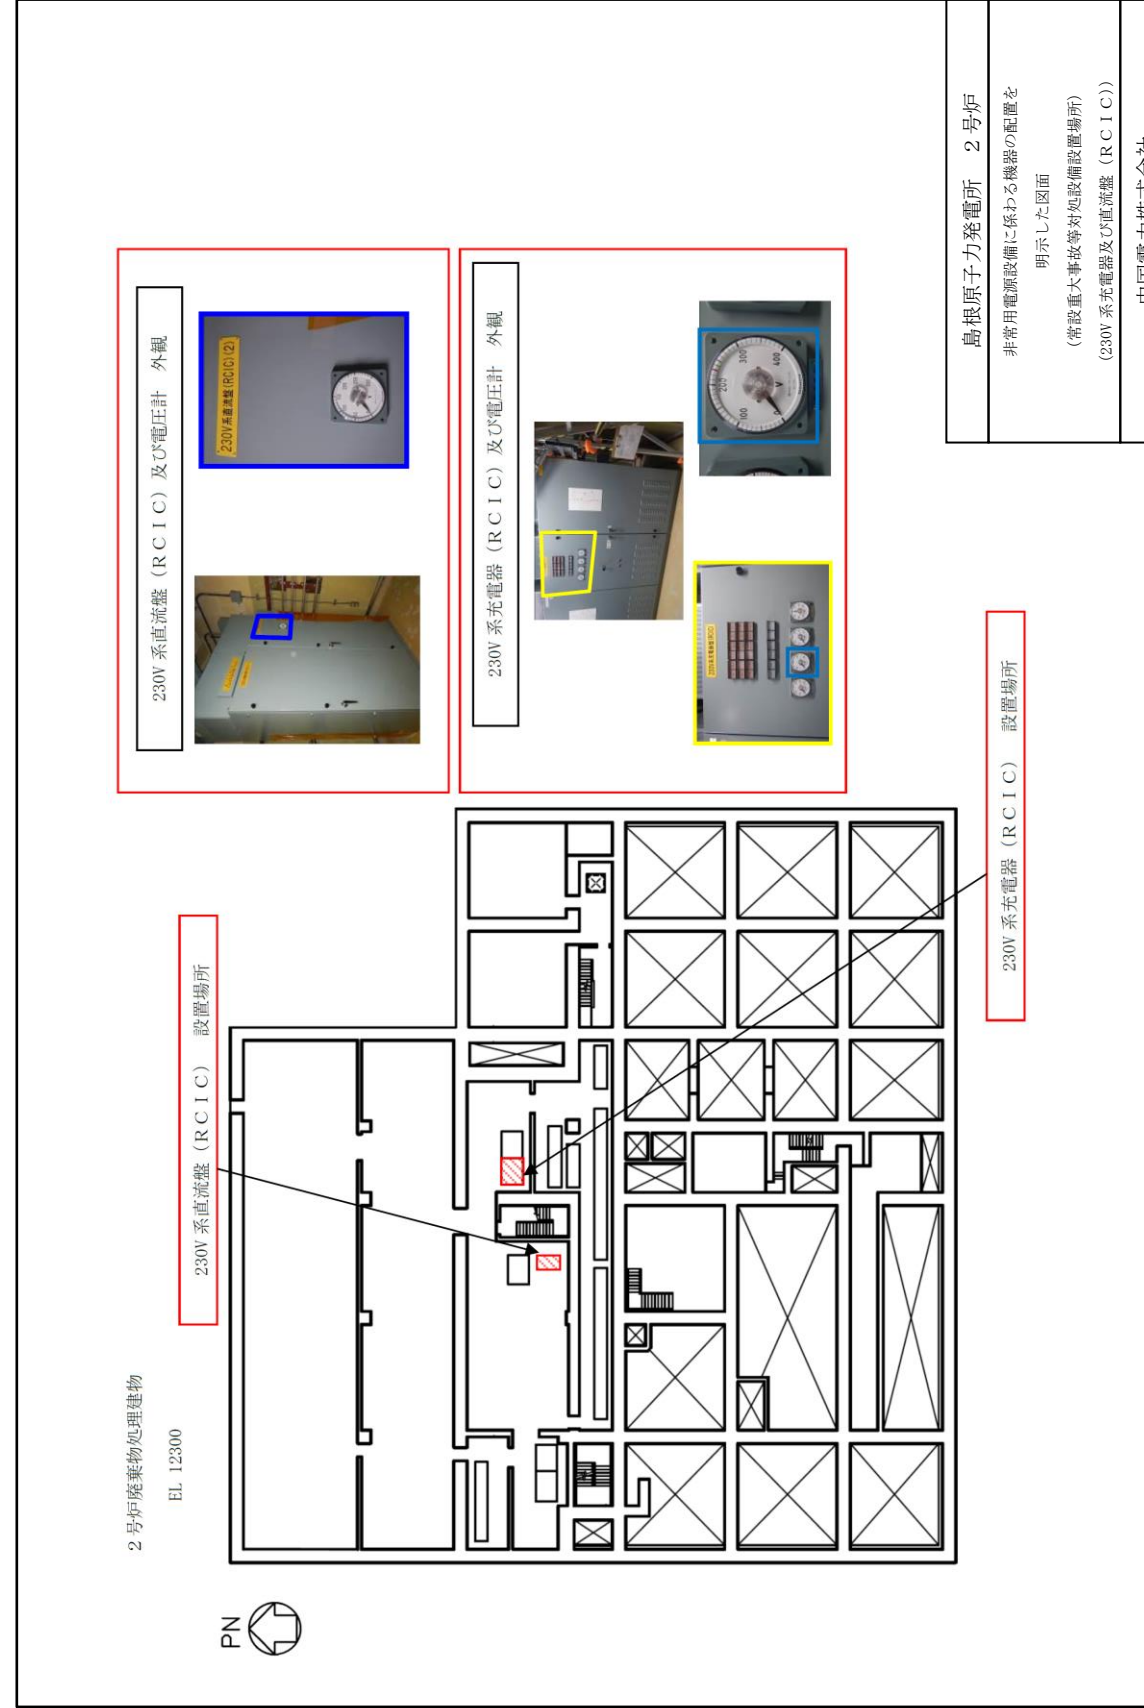 PN
2号炉廃棄物処理建物
EL 12300
230V 系直流盤（RCIC） 設置場所
230V 系直流盤（RCIC）及び電圧計 外観
230V系直流盤(RCIC)(2)
230V 系充電器（RCIC）及び電圧計 外観
0
100
200
300
400
V
230V 系充電器（RCIC） 設置場所
島根原子力発電所 2号炉
非常用電源設備に係わる機器の配置を
明示した図面
（常設重大事故等対処設備設置場所）
（230V 系充電器及び直流盤（RCIC））
中国電力株式会社